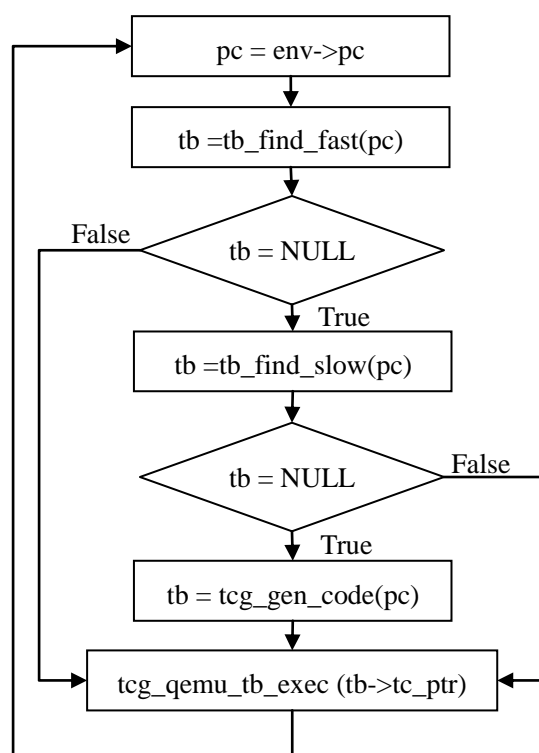 pc = env->pc
tb =tb_find_fast(pc)
False
tb = NULL
True
tb =tb_find_slow(pc)
tb = NULL
False
True
tb = tcg_gen_code(pc)
tcg_qemu_tb_exec (tb->tc_ptr)